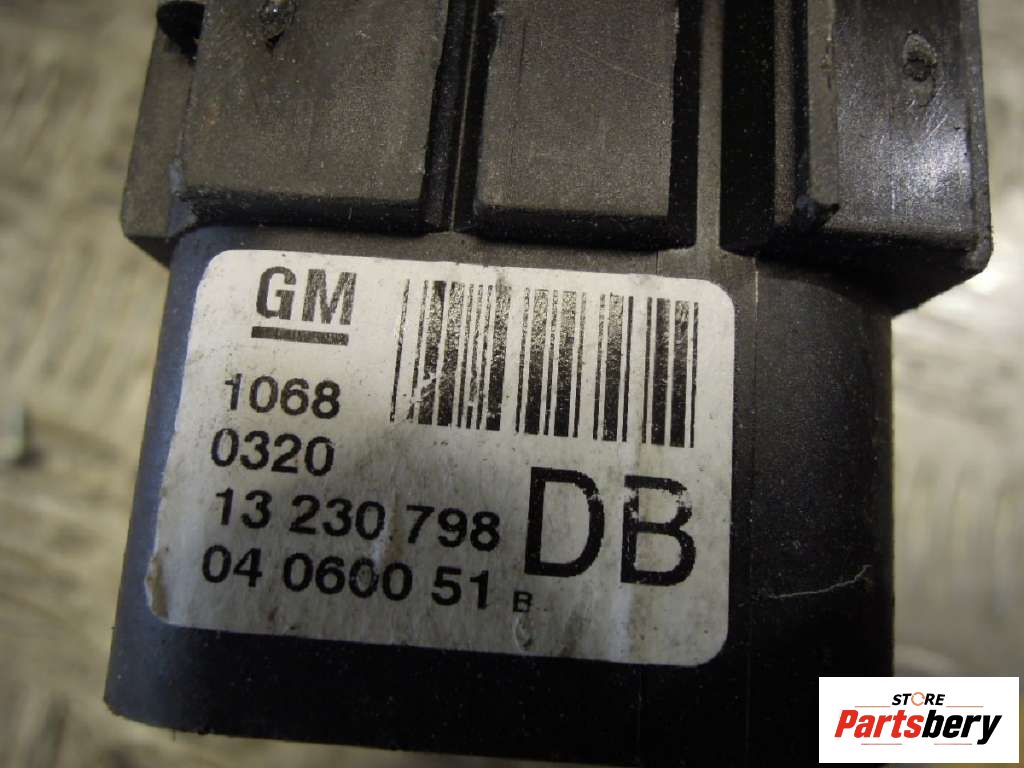 GM
1068
0320
13 230 798
04 0600 51 B
DB
STORE
Partsbery